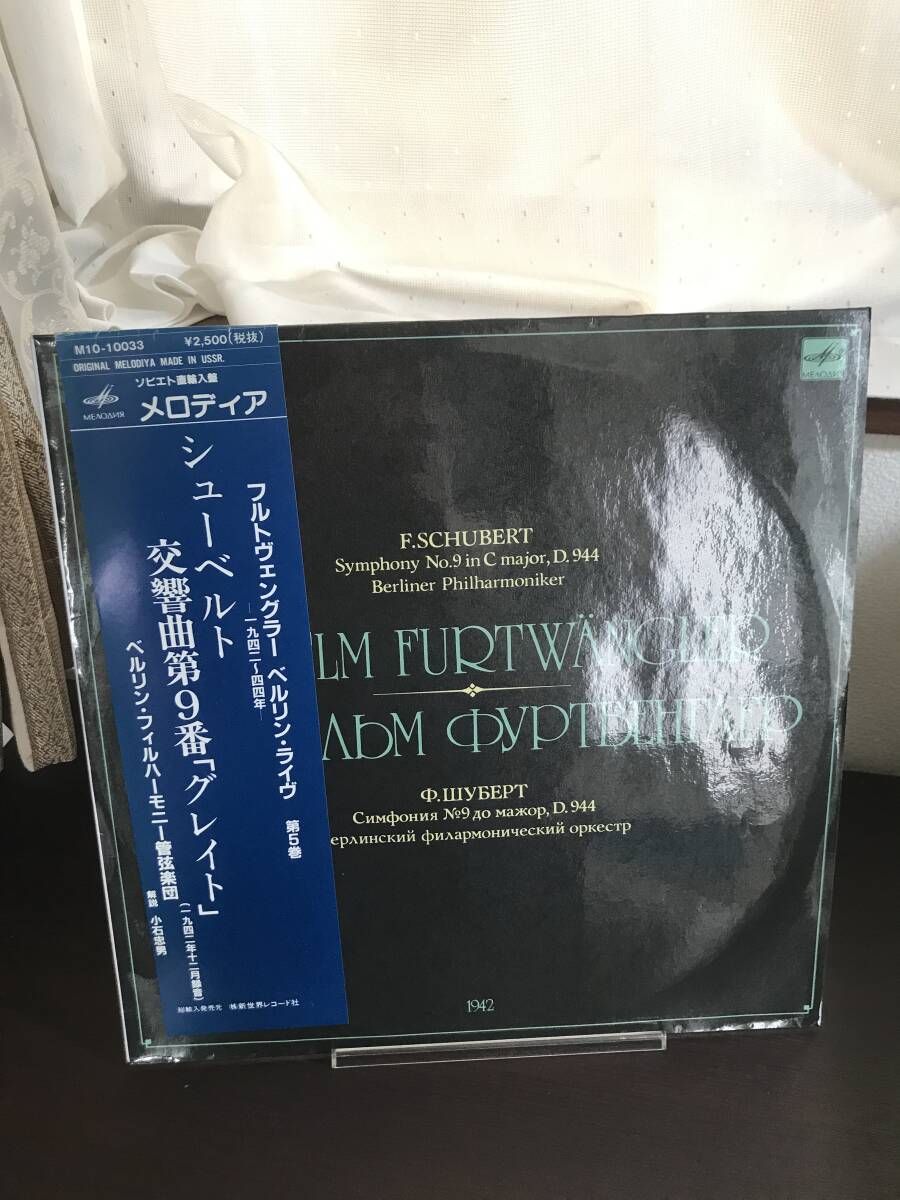 M10-10033 ¥2,500(税抜)
ORIGINAL MELODIYA MADE IN USSR.
ソビエト直輸入盤
МЕЛОДИЯ
メロディア
フルトヴェングラー ベルリン・ライヴ 第5巻
—一九四二~四四年—
シューベルト
交響曲第9番「グレイト」
(一九四二年十二月録音)
ベルリン・フィルハーモニー管弦楽団
解説 小石忠男
総輸入発売元 ㈱新世界レコード社
F.SCHUBERT
Symphony No.9 in C major, D.944
Berliner Philharmoniker
LM FURTWÄNGLER
ЛЬМ ФУРТВЕНГЛЕР
Ф.ШУБЕРТ
Симфония №9 до мажор, D.944
ерлинский филармонический оркестр
1942